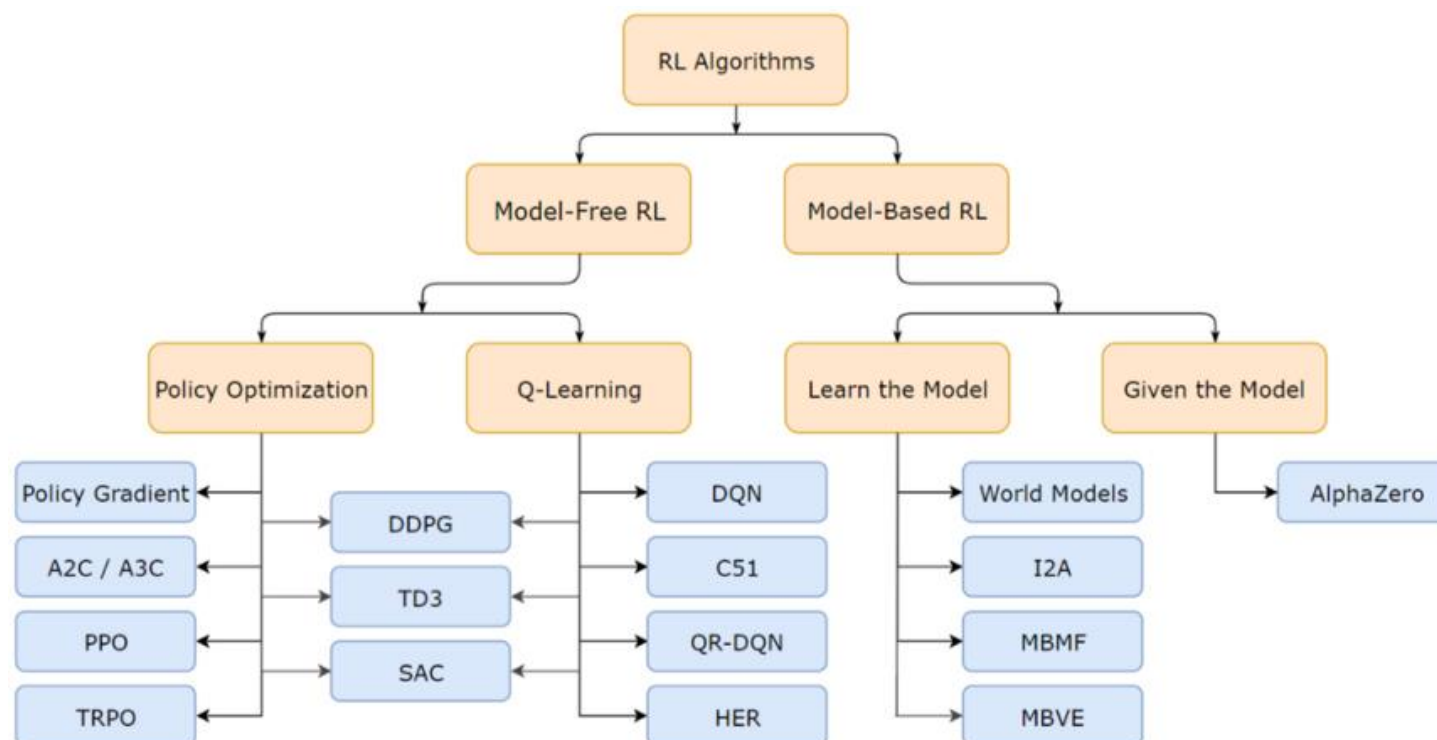 RL Algorithms
Model-Free RL
Model-Based RL
Policy Optimization
Q-Learning
Learn the Model
Given the Model
Policy Gradient
DDPG
DQN
World Models
AlphaZero
A2C / A3C
TD3
C51
I2A
PPO
SAC
QR-DQN
MBMF
TRPO
HER
MBVE